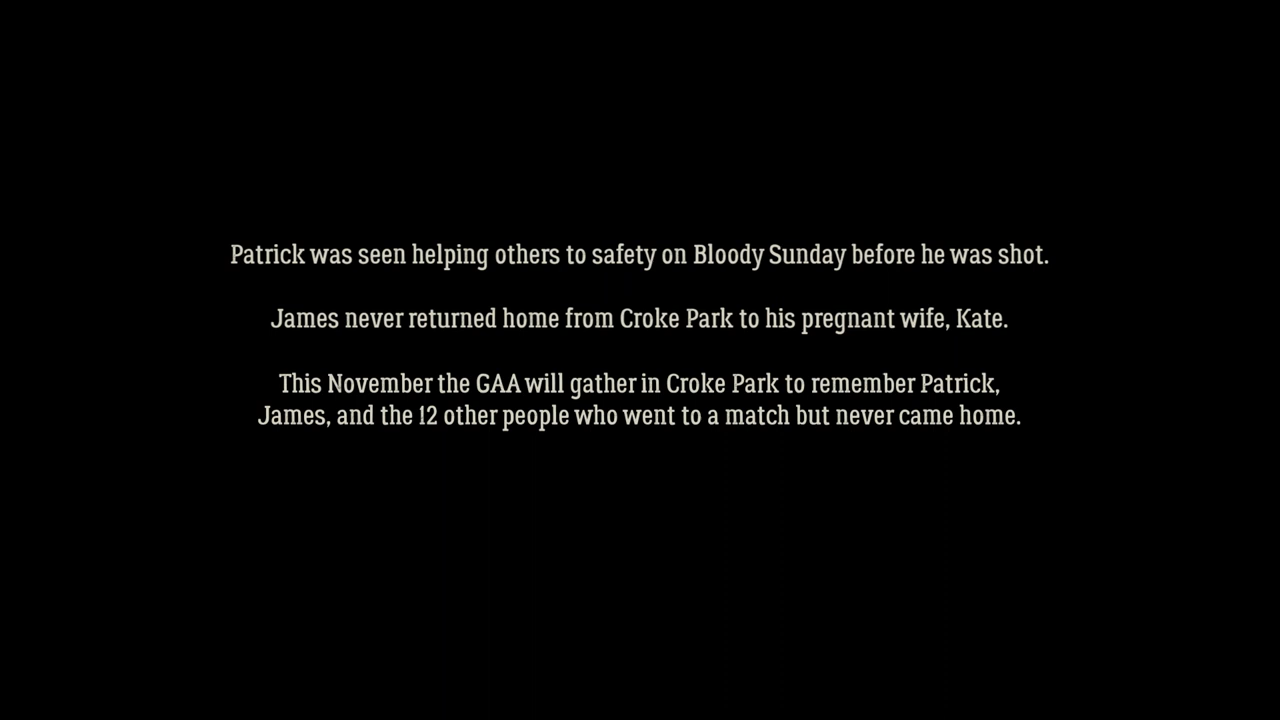 Patrick was seen helping others to safety on Bloody Sunday before he was shot.
James never returned home from Croke Park to his pregnant wife, Kate.
This November the GAA will gather in Croke Park to remember Patrick,
James, and the 12 other people who went to a match but never came home.